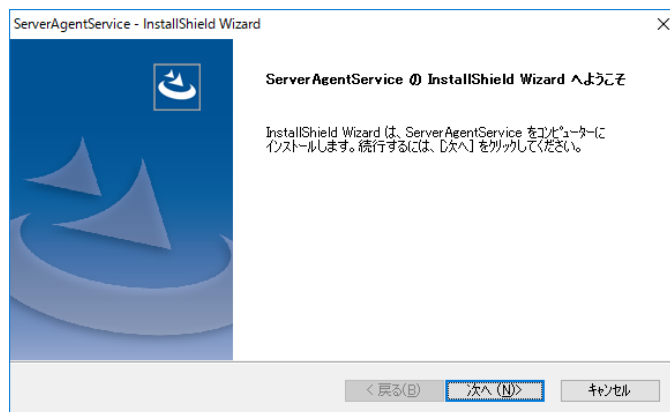 ServerAgentService - InstallShield Wizard
ServerAgentService の InstallShield Wizard へようこそ
InstallShield Wizard は、ServerAgentService をコンピューターに
インストールします。続行するには、[次へ] をクリックしてください。
< 戻る(B)
次へ (N)>
キャンセル